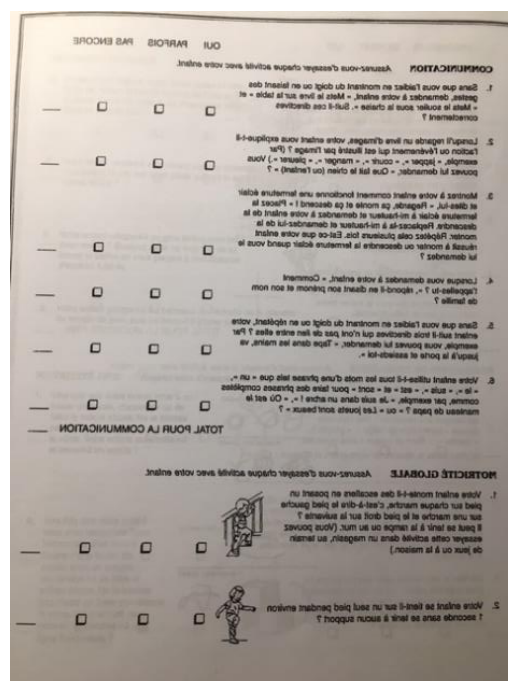 OUI PARFOIS PAS ENCORE
COMMUNICATION Assurez-vous d'essayer chaque activité avec votre enfant.
1. Sans que vous l'aidiez en montrant du doigt ou en faisant des
gestes, demandez à votre enfant, « Mets le livre sur la table » et
« Mets le soulier sous la chaise ». Suit-il ces directives
correctement ?
2. Lorsqu'il regarde un livre d'images, votre enfant vous explique-t-il
l'action ou l'événement qui est illustré par l'image ? (Par
exemple, « japper », « courir », « manger », « pleurer ».) Vous
pouvez lui demander, « Que fait le chien (ou l'enfant) » ?
3. Montrez à votre enfant comment fonctionne une fermeture éclair
et dites-lui, « Regarde, ça monte et ça descend ! » Placez la
fermeture éclair à mi-hauteur et demandez à votre enfant de la
descendre. Replacez-la à mi-hauteur et demandez-lui de la
monter. Répétez cela plusieurs fois. Est-ce que votre enfant
réussit à monter ou descendre la fermeture éclair quand vous le
lui demandez ?
4. Lorsque vous demandez à votre enfant, « Comment
t'appelles-tu ? », répond-il en disant son prénom et son nom
de famille ?
5. Sans que vous l'aidiez en montrant du doigt ou en répétant, votre
enfant suit-il trois directives qui n'ont pas de lien entre elles ? Par
exemple, vous pouvez lui demander, « Tape dans les mains, va
jusqu'à la porte et assieds-toi ».
6. Votre enfant utilise-t-il tous les mots d'une phrase tels que « un »,
« le », « suis », « est » et « sont » pour faire des phrases complètes
comme, par exemple, « Je suis dans un arbre ! », « Où est le
manteau de papa ? » ou « Les jouets sont beaux » ?
TOTAL POUR LA COMMUNICATION
MOTRICITÉ GLOBALE Assurez-vous d'essayer chaque activité avec votre enfant.
1. Votre enfant monte-t-il des escaliers en posant un
pied sur chaque marche, c'est-à-dire le pied gauche
sur une marche et le pied droit sur la suivante ?
Il peut se tenir à la rampe ou au mur. (Vous pouvez
essayer cette activité dans un magasin, au terrain
de jeux ou à la maison.)
2. Votre enfant se tient-il sur un seul pied pendant environ
1 seconde sans se tenir à aucun support ?